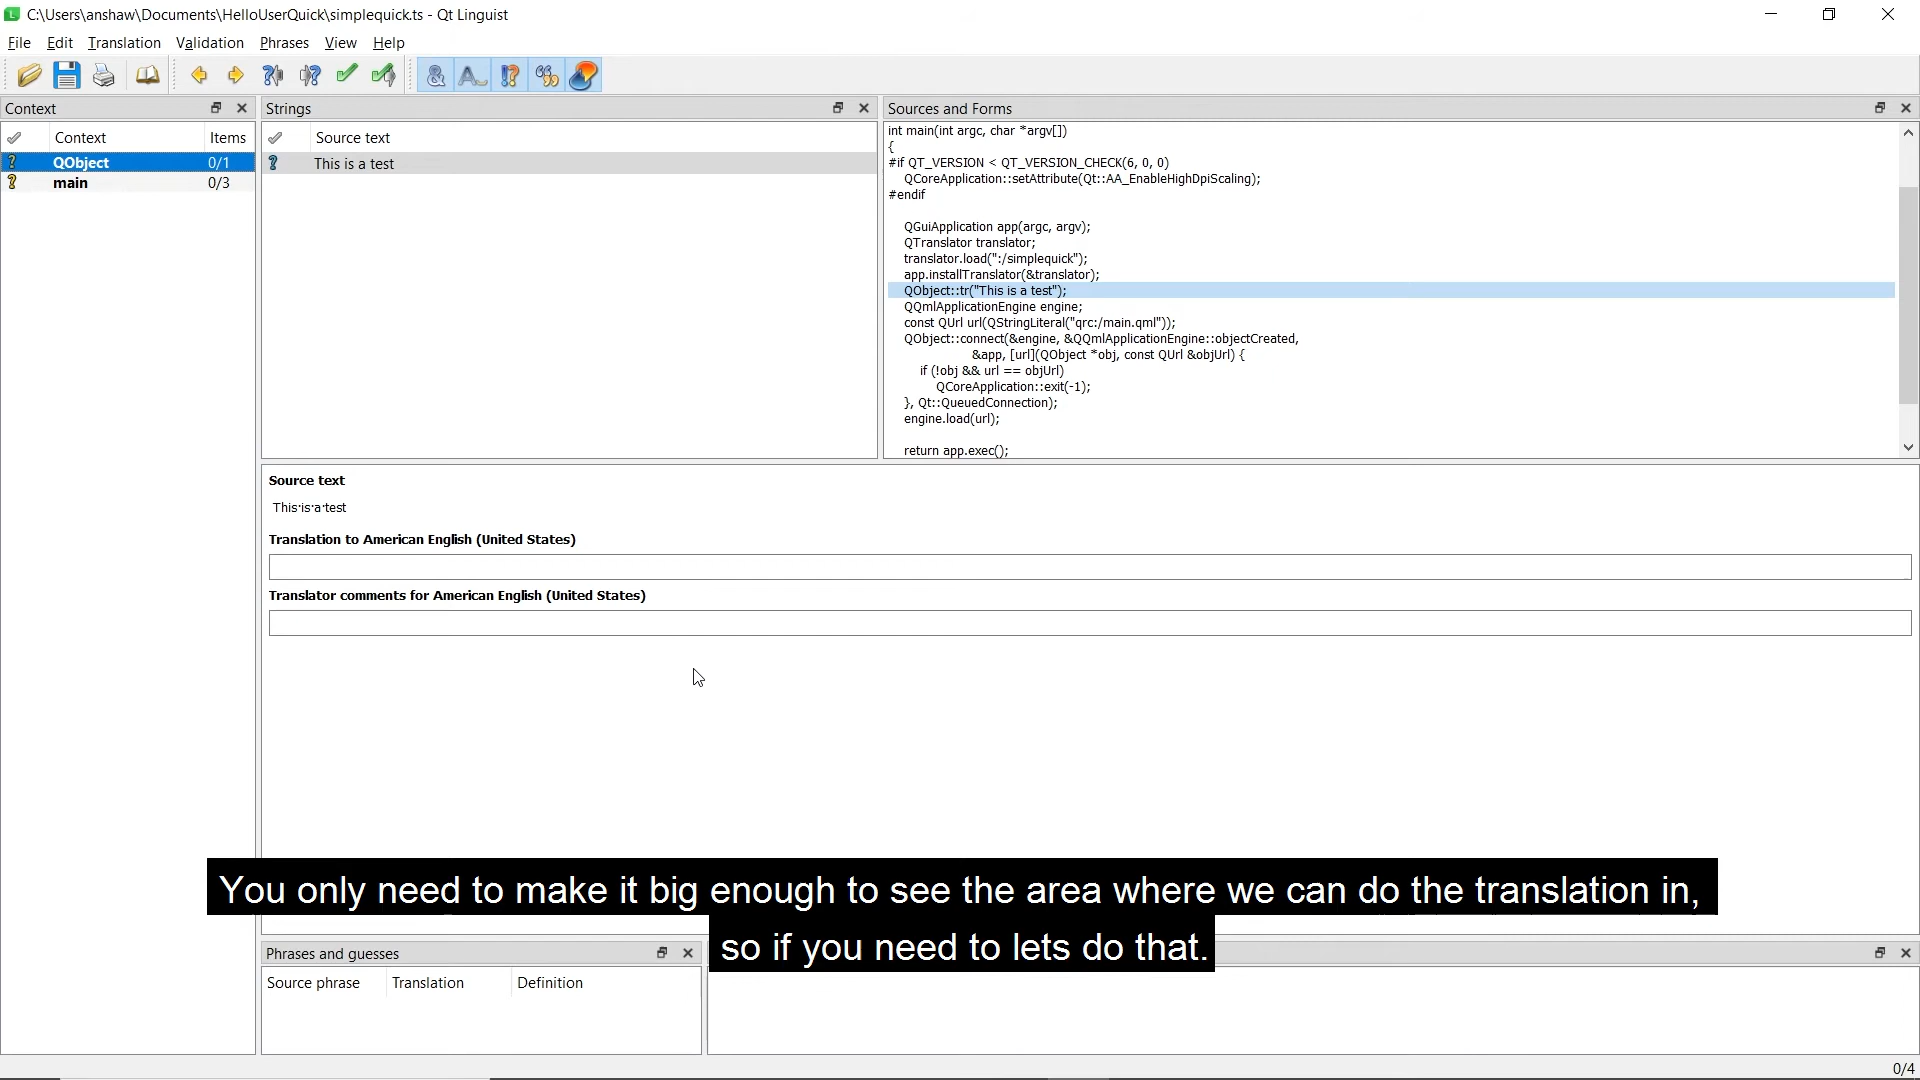 C:\Users\anshaw\Documents\HelloUserQuick\simplequick.ts - Qt Linguist
File Edit Translation Validation Phrases View Help
Context
Context Items
QObject 0/1
main 0/3
Strings
Source text
This is a test
Sources and Forms
int main(int argc, char *argv[])
{
#if QT_VERSION < QT_VERSION_CHECK(6, 0, 0)
QCoreApplication::setAttribute(Qt::AA_EnableHighDpiScaling);
#endif
QGuiApplication app(argc, argv);
QTranslator translator;
translator.load(":/simplequick");
app.installTranslator(&translator);
QObject::tr("This is a test");
QQmlApplicationEngine engine;
const QUrl url(QStringLiteral("qrc:/main.qml"));
QObject::connect(&engine, &QQmlApplicationEngine::objectCreated,
&app, [url](QObject *obj, const QUrl &objUrl) {
if (!obj && url == objUrl)
QCoreApplication::exit(-1);
}, Qt::QueuedConnection);
engine.load(url);
return app.exec();
Source text
This·is·a·test
Translation to American English (United States)
Translator comments for American English (United States)
You only need to make it big enough to see the area where we can do the translation in,
so if you need to lets do that.
Phrases and guesses
Source phrase Translation Definition
0/4